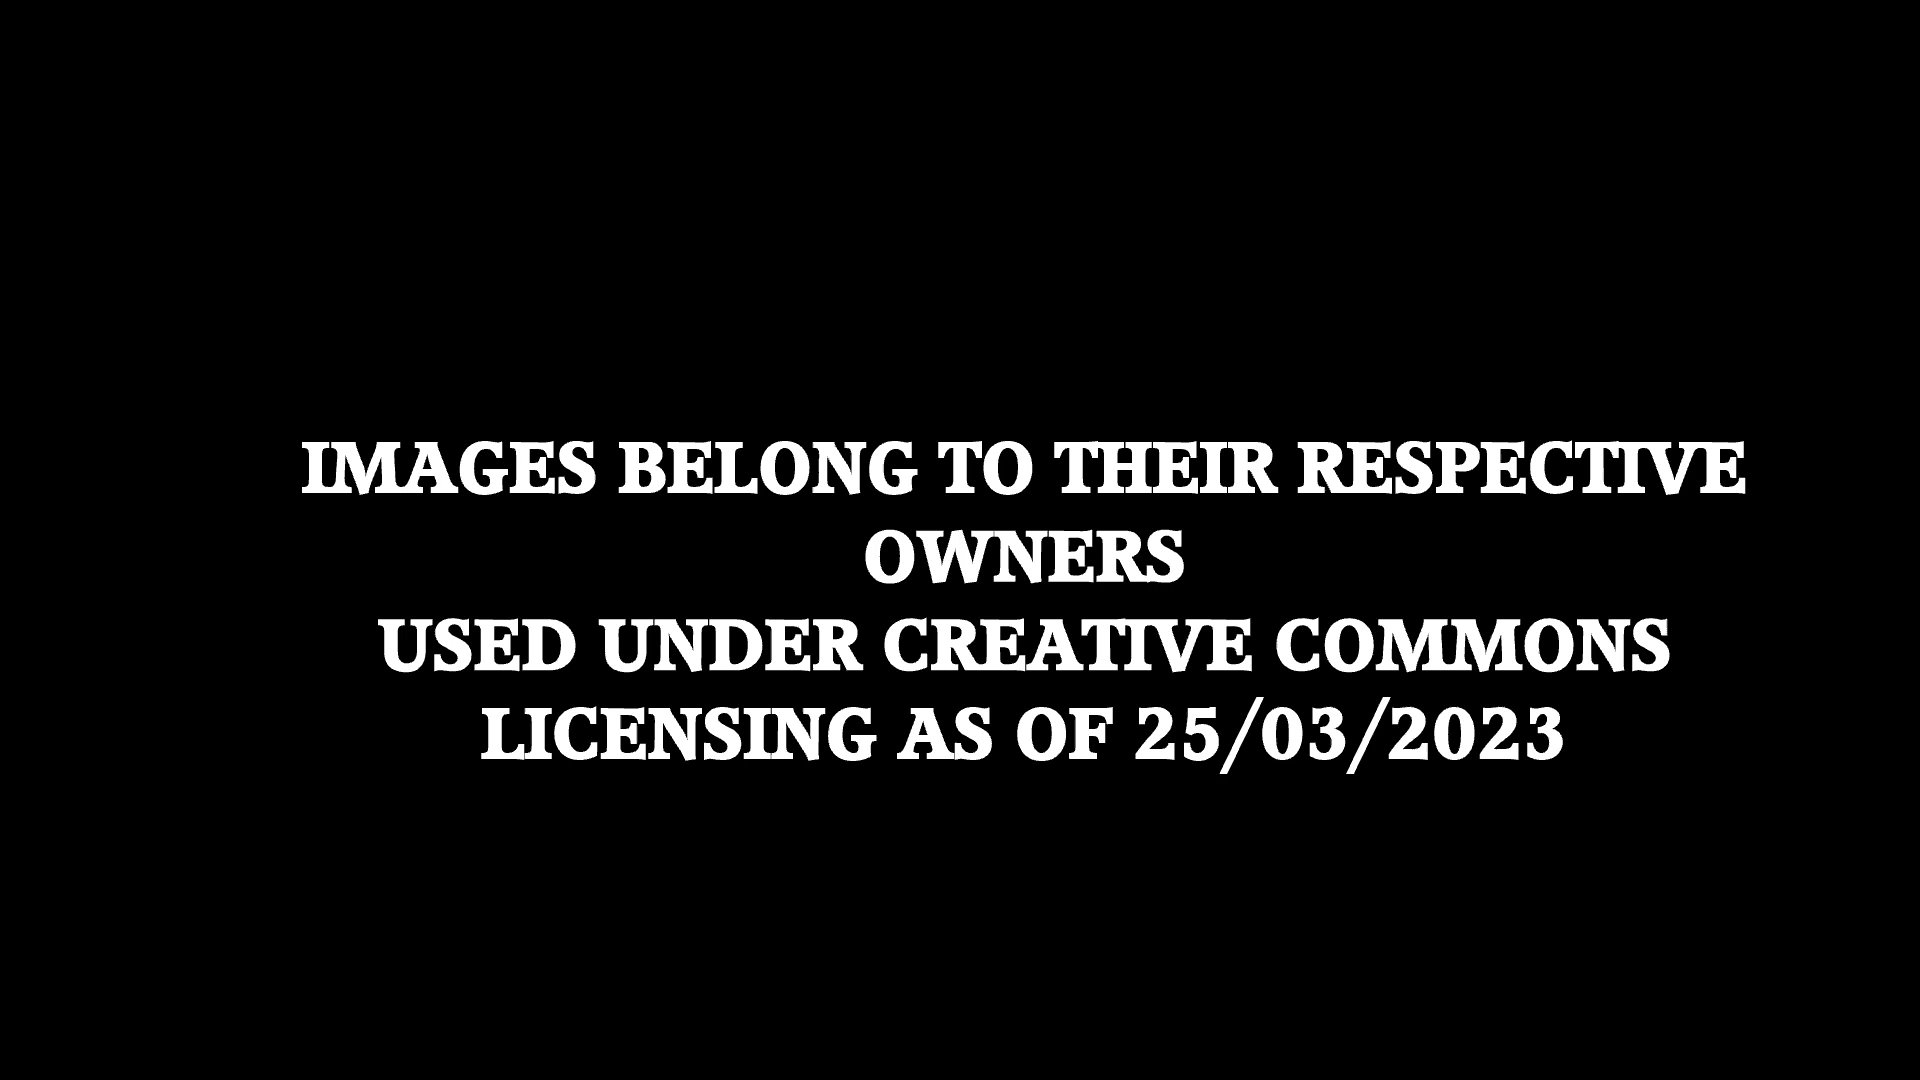 IMAGES BELONG TO THEIR RESPECTIVE
OWNERS
USED UNDER CREATIVE COMMONS
LICENSING AS OF 25/03/2023